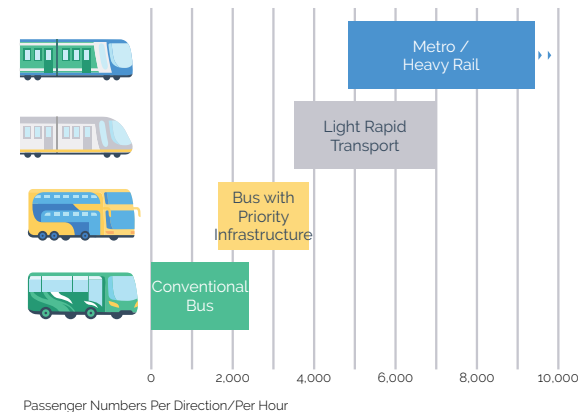 Metro /
Heavy Rail
Light Rapid
Transport
Bus with
Priority
Infrastructure
Conventional
Bus
0 2,000 4,000 6,000 8,000 10,000
Passenger Numbers Per Direction/Per Hour